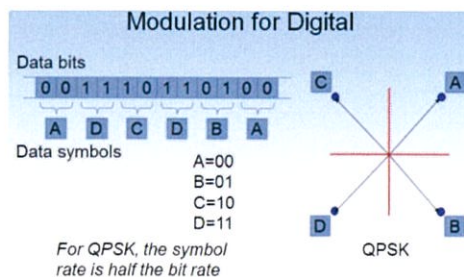 Modulation for Digital
Data bits
0 0 1 1 1 0 1 1 0 1 0 0
A D C D B A
Data symbols
A=00
B=01
C=10
D=11
For QPSK, the symbol
rate is half the bit rate
C A
D B
QPSK